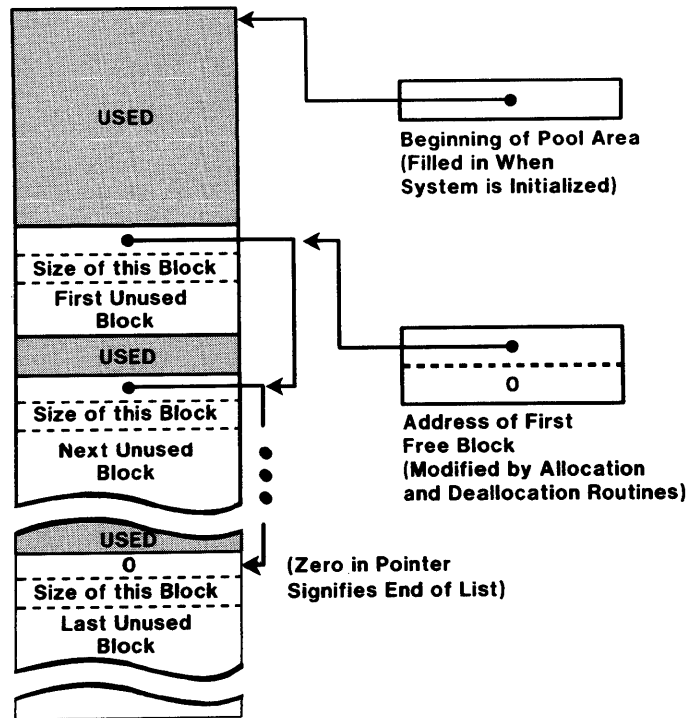 USED
Beginning of Pool Area
(Filled in When
System is Initialized)
Size of this Block
First Unused
Block
USED
Size of this Block
Next Unused
Block
0
Address of First
Free Block
(Modified by Allocation
and Deallocation Routines)
USED
0
Size of this Block
Last Unused
Block
(Zero in Pointer
Signifies End of List)